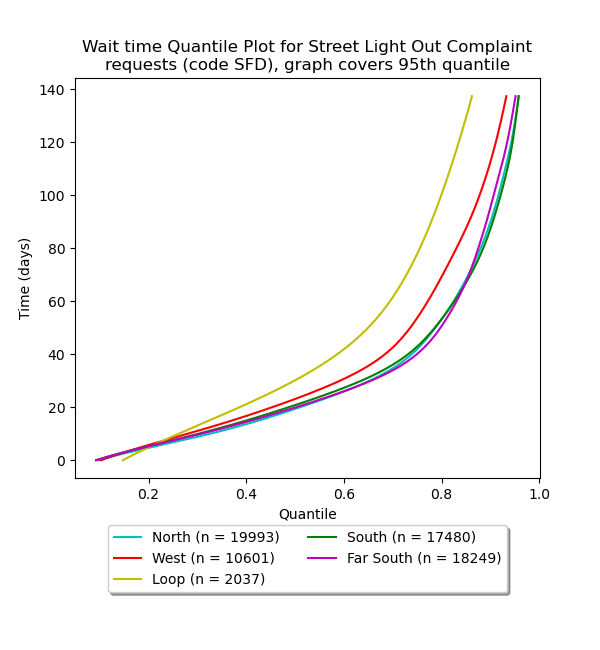 Wait time Quantile Plot for Street Light Out Complaint
requests (code SFD), graph covers 95th quantile
140
120
100
80
60
40
20
0
Time (days)
0.2 0.4 0.6 0.8 1.0
Quantile
North (n = 19993) South (n = 17480)
West (n = 10601) Far South (n = 18249)
Loop (n = 2037)